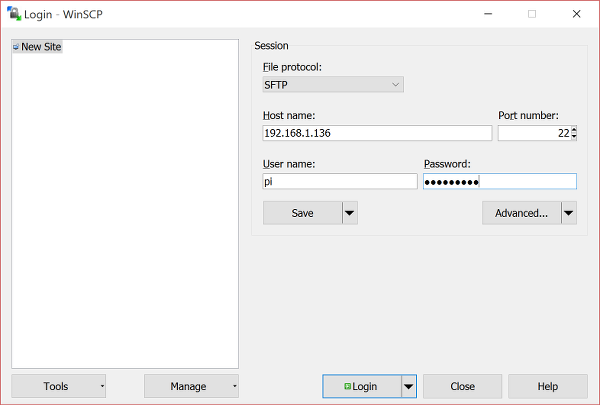 Login - WinSCP
New Site
Session
File protocol:
SFTP
Host name:
Port number:
192.168.1.136
22
User name:
Password:
pi
●●●●●●●●●
Save
Advanced...
Tools
Manage
Login
Close
Help